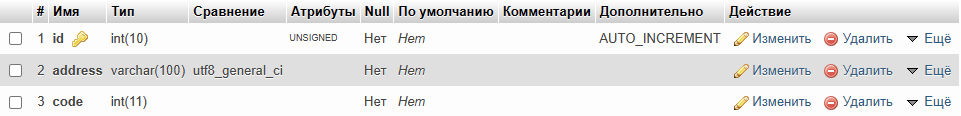 # Имя Тип Сравнение Атрибуты Null По умолчанию Комментарии Дополнительно Действие
1 id int(10) UNSIGNED Нет Нет AUTO_INCREMENT Изменить Удалить Ещё
2 address varchar(100) utf8_general_ci Нет Нет Изменить Удалить Ещё
3 code int(11) Нет Нет Изменить Удалить Ещё